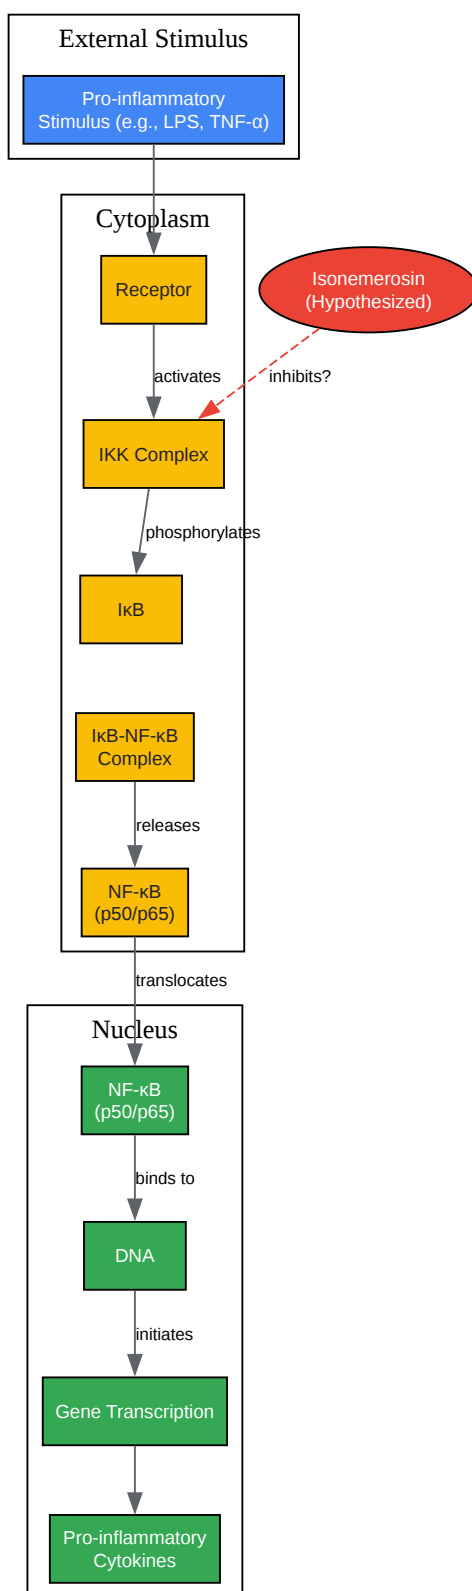 External Stimulus
Pro-inflammatory
Stimulus (e.g., LPS, TNF-α)
Cytoplasm
Receptor
Isonemerosin
(Hypothesized)
activates
inhibits?
IKK Complex
phosphorylates
IκB
IκB-NF-κB
Complex
releases
NF-κB
(p50/p65)
translocates
Nucleus
NF-κB
(p50/p65)
binds to
DNA
initiates
Gene Transcription
Pro-inflammatory
Cytokines